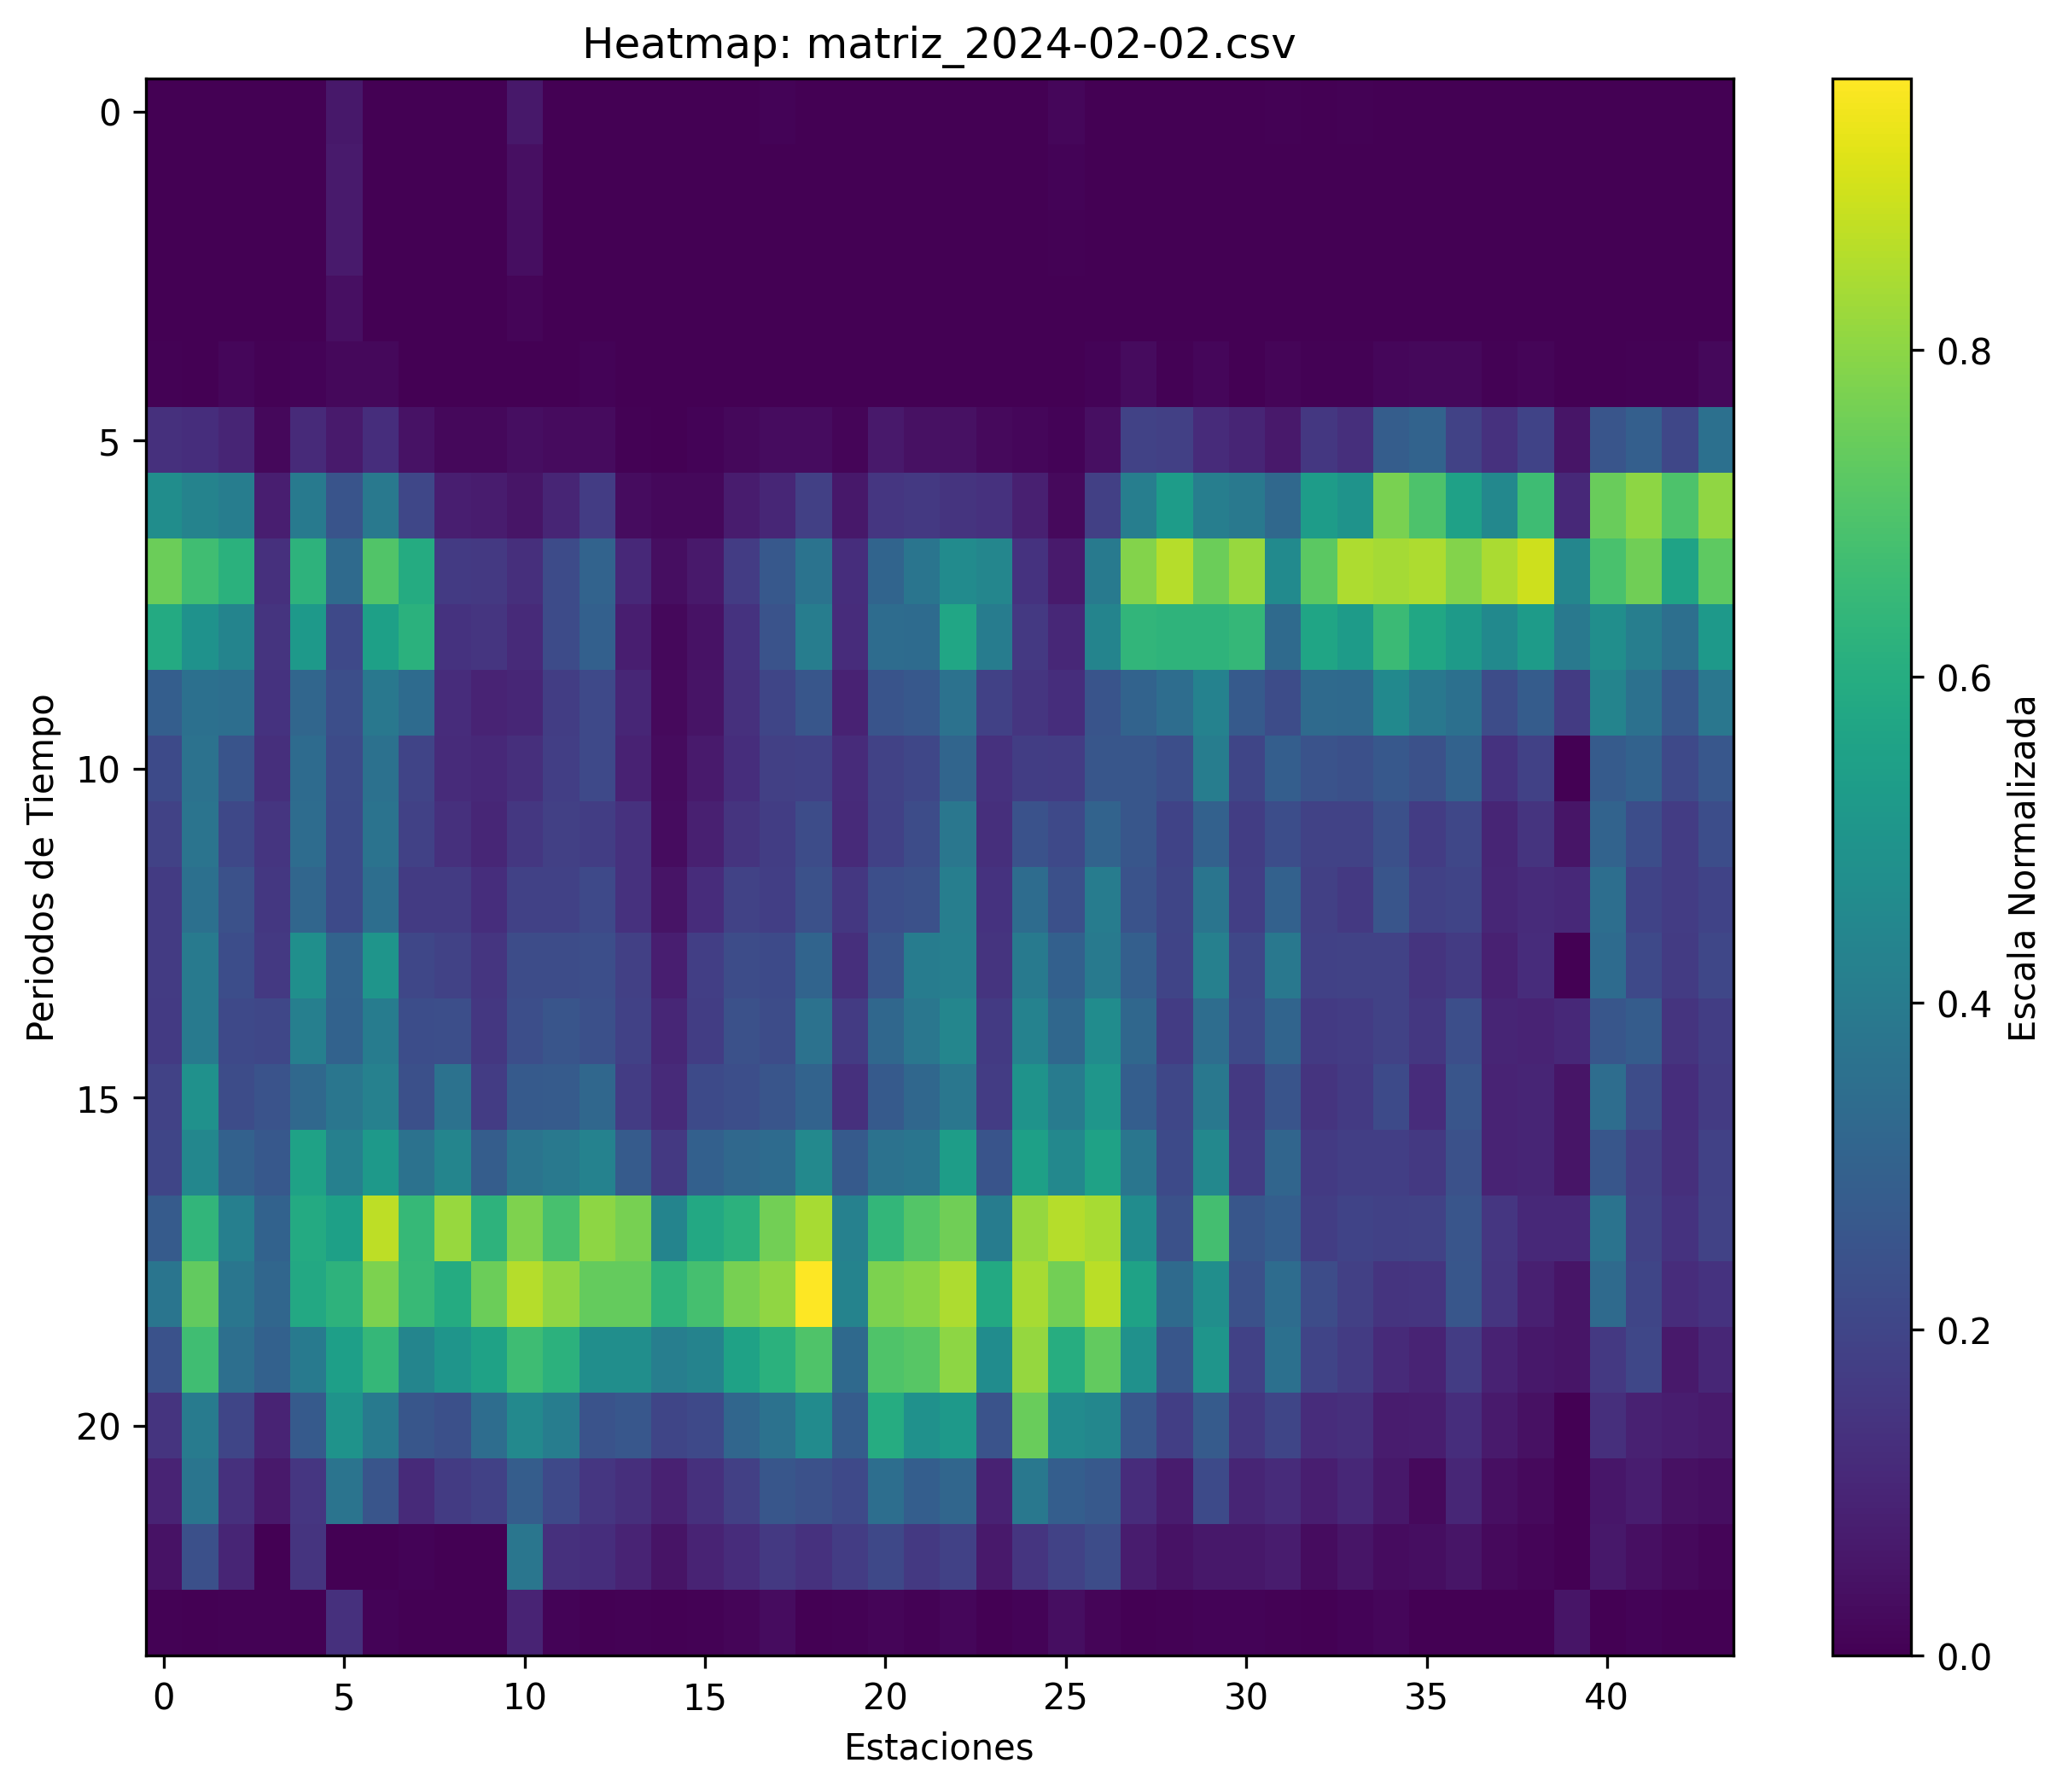 Heatmap: matriz_2024-02-02.csv
0
5
10
15
20
Periodos de Tiempo
0 5 10 15 20 25 30 35 40
Estaciones
0.8
0.6
0.4
0.2
0.0
Escala Normalizada